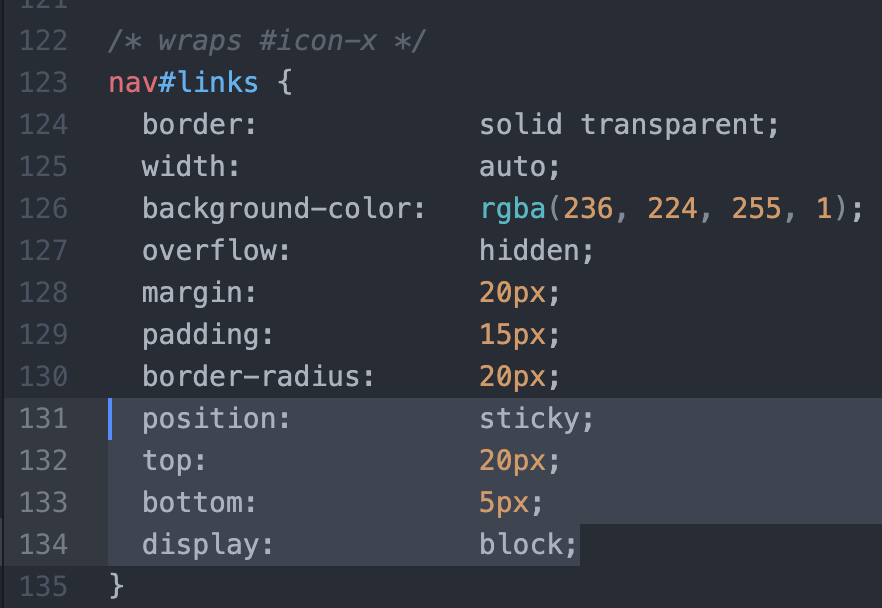 121
122 /* wraps #icon-x */
123 nav#links {
124 border: solid transparent;
125 width: auto;
126 background-color: rgba(236, 224, 255, 1);
127 overflow: hidden;
128 margin: 20px;
129 padding: 15px;
130 border-radius: 20px;
131 position: sticky;
132 top: 20px;
133 bottom: 5px;
134 display: block;
135 }